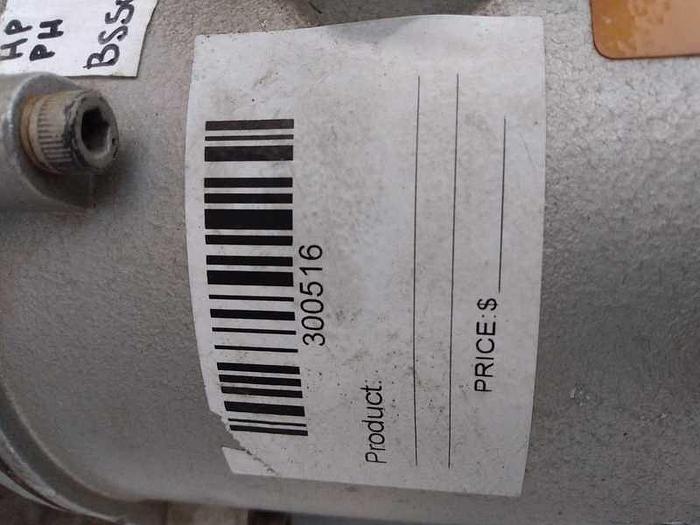 HP
PH
300516
Product:
PRICE:$